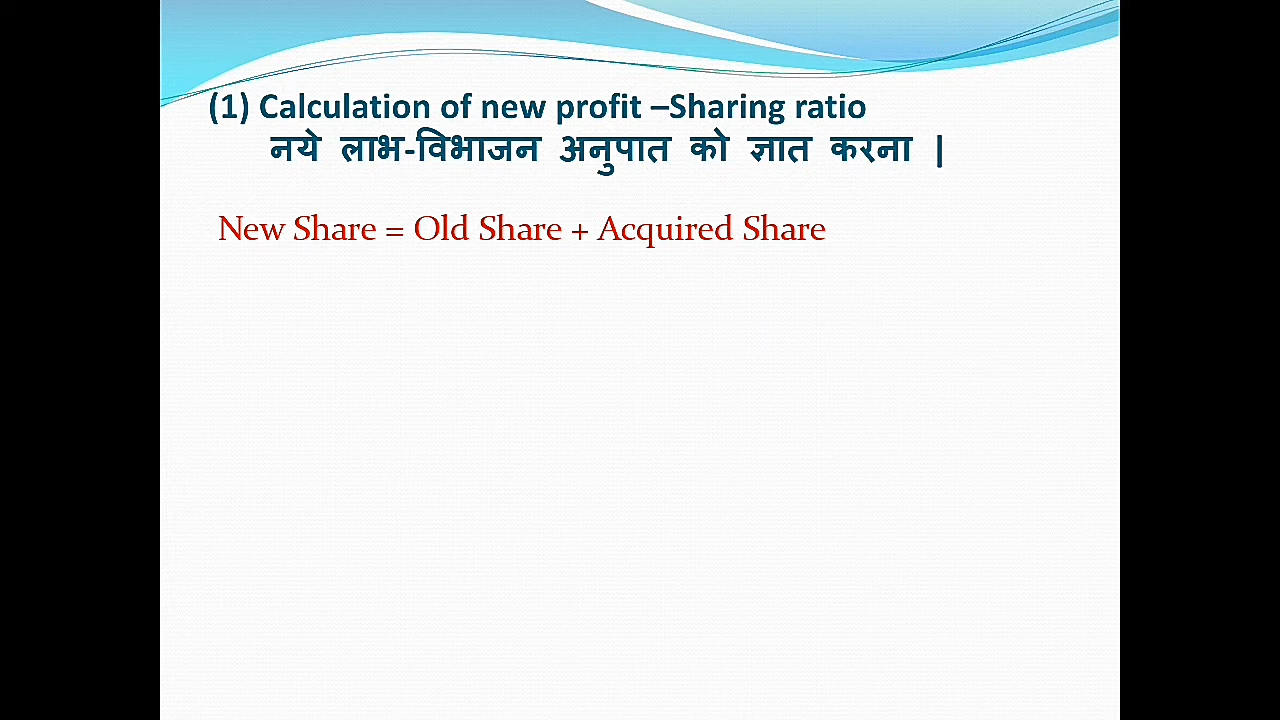 (1) Calculation of new profit –Sharing ratio
नये लाभ-विभाजन अनुपात को ज्ञात करना |
New Share = Old Share + Acquired Share